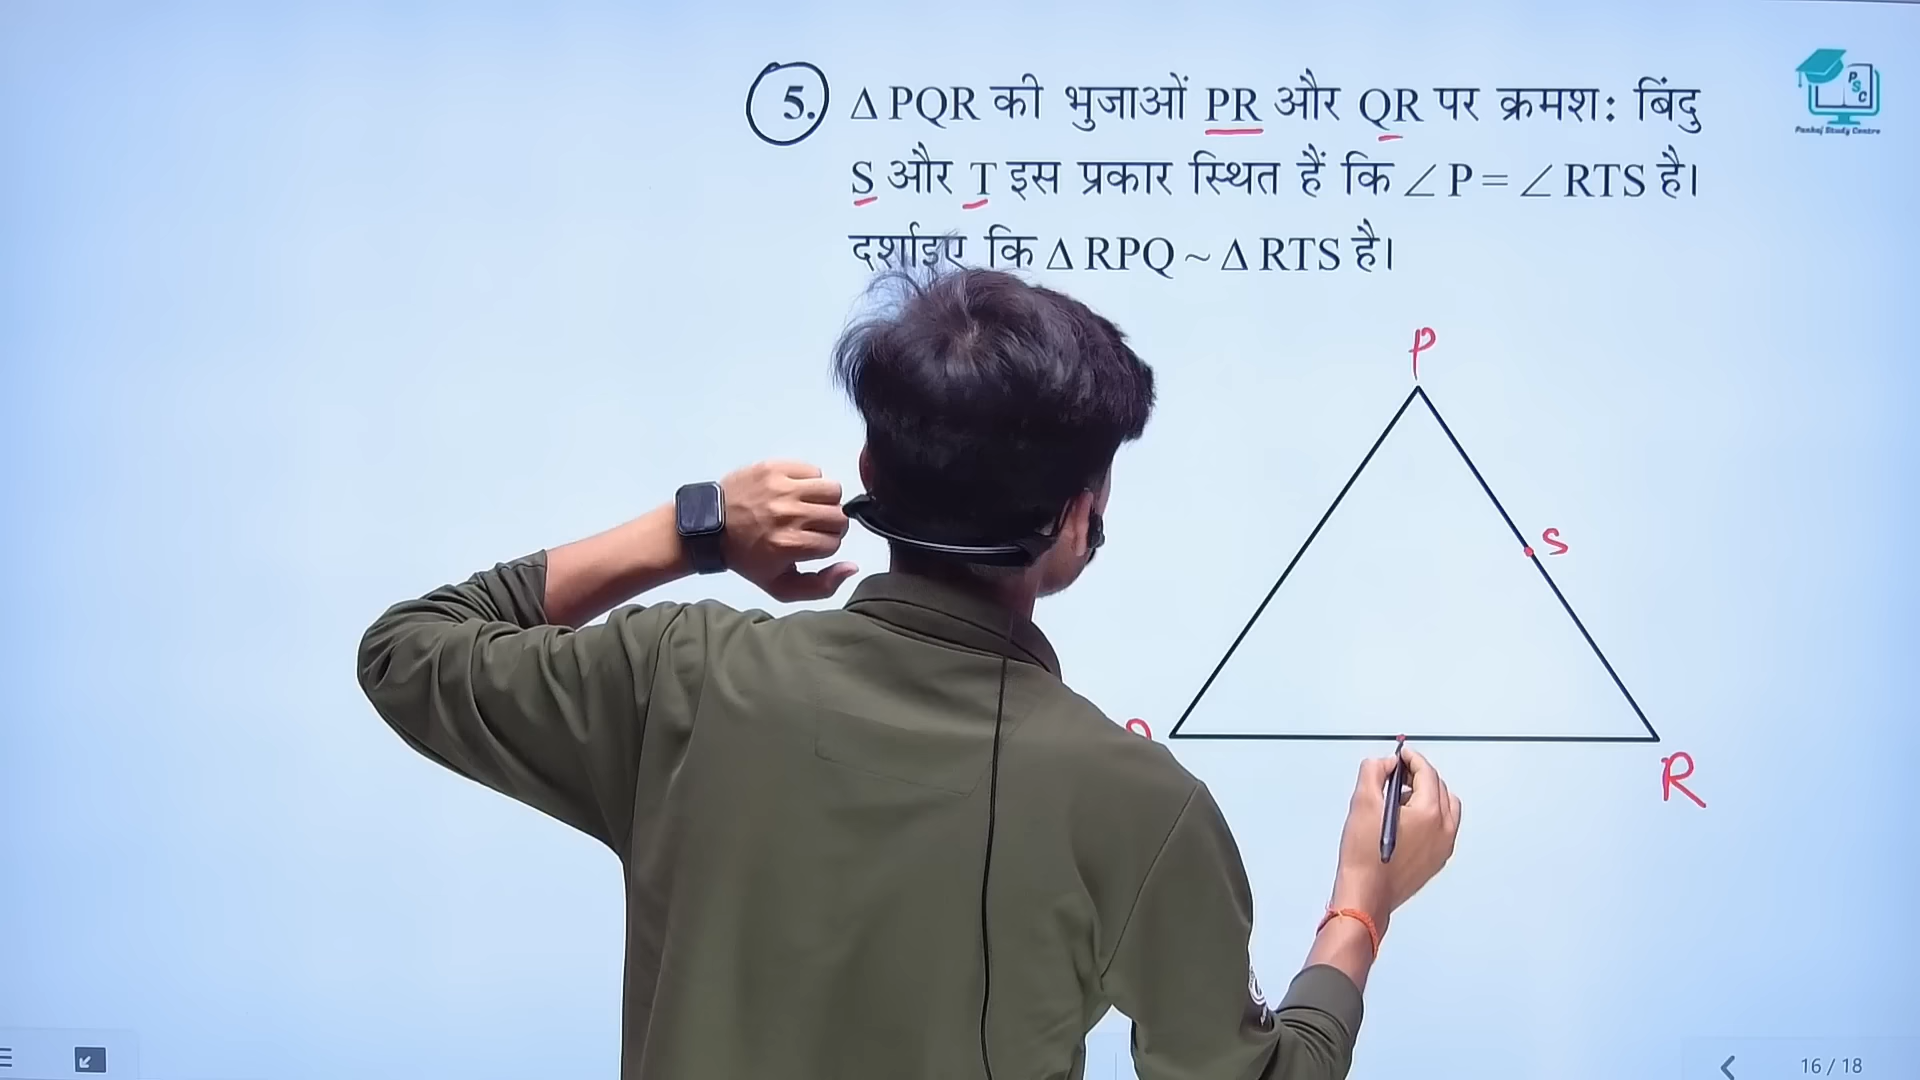 5. Δ PQR की भुजाओं PR और QR पर क्रमश: बिंदु
S और T इस प्रकार स्थित हैं कि ∠ P = ∠ RTS है।
दर्शाइए कि Δ RPQ ~ Δ RTS है।
P
S
R
PSC
Pankaj Study Centre
16 / 18